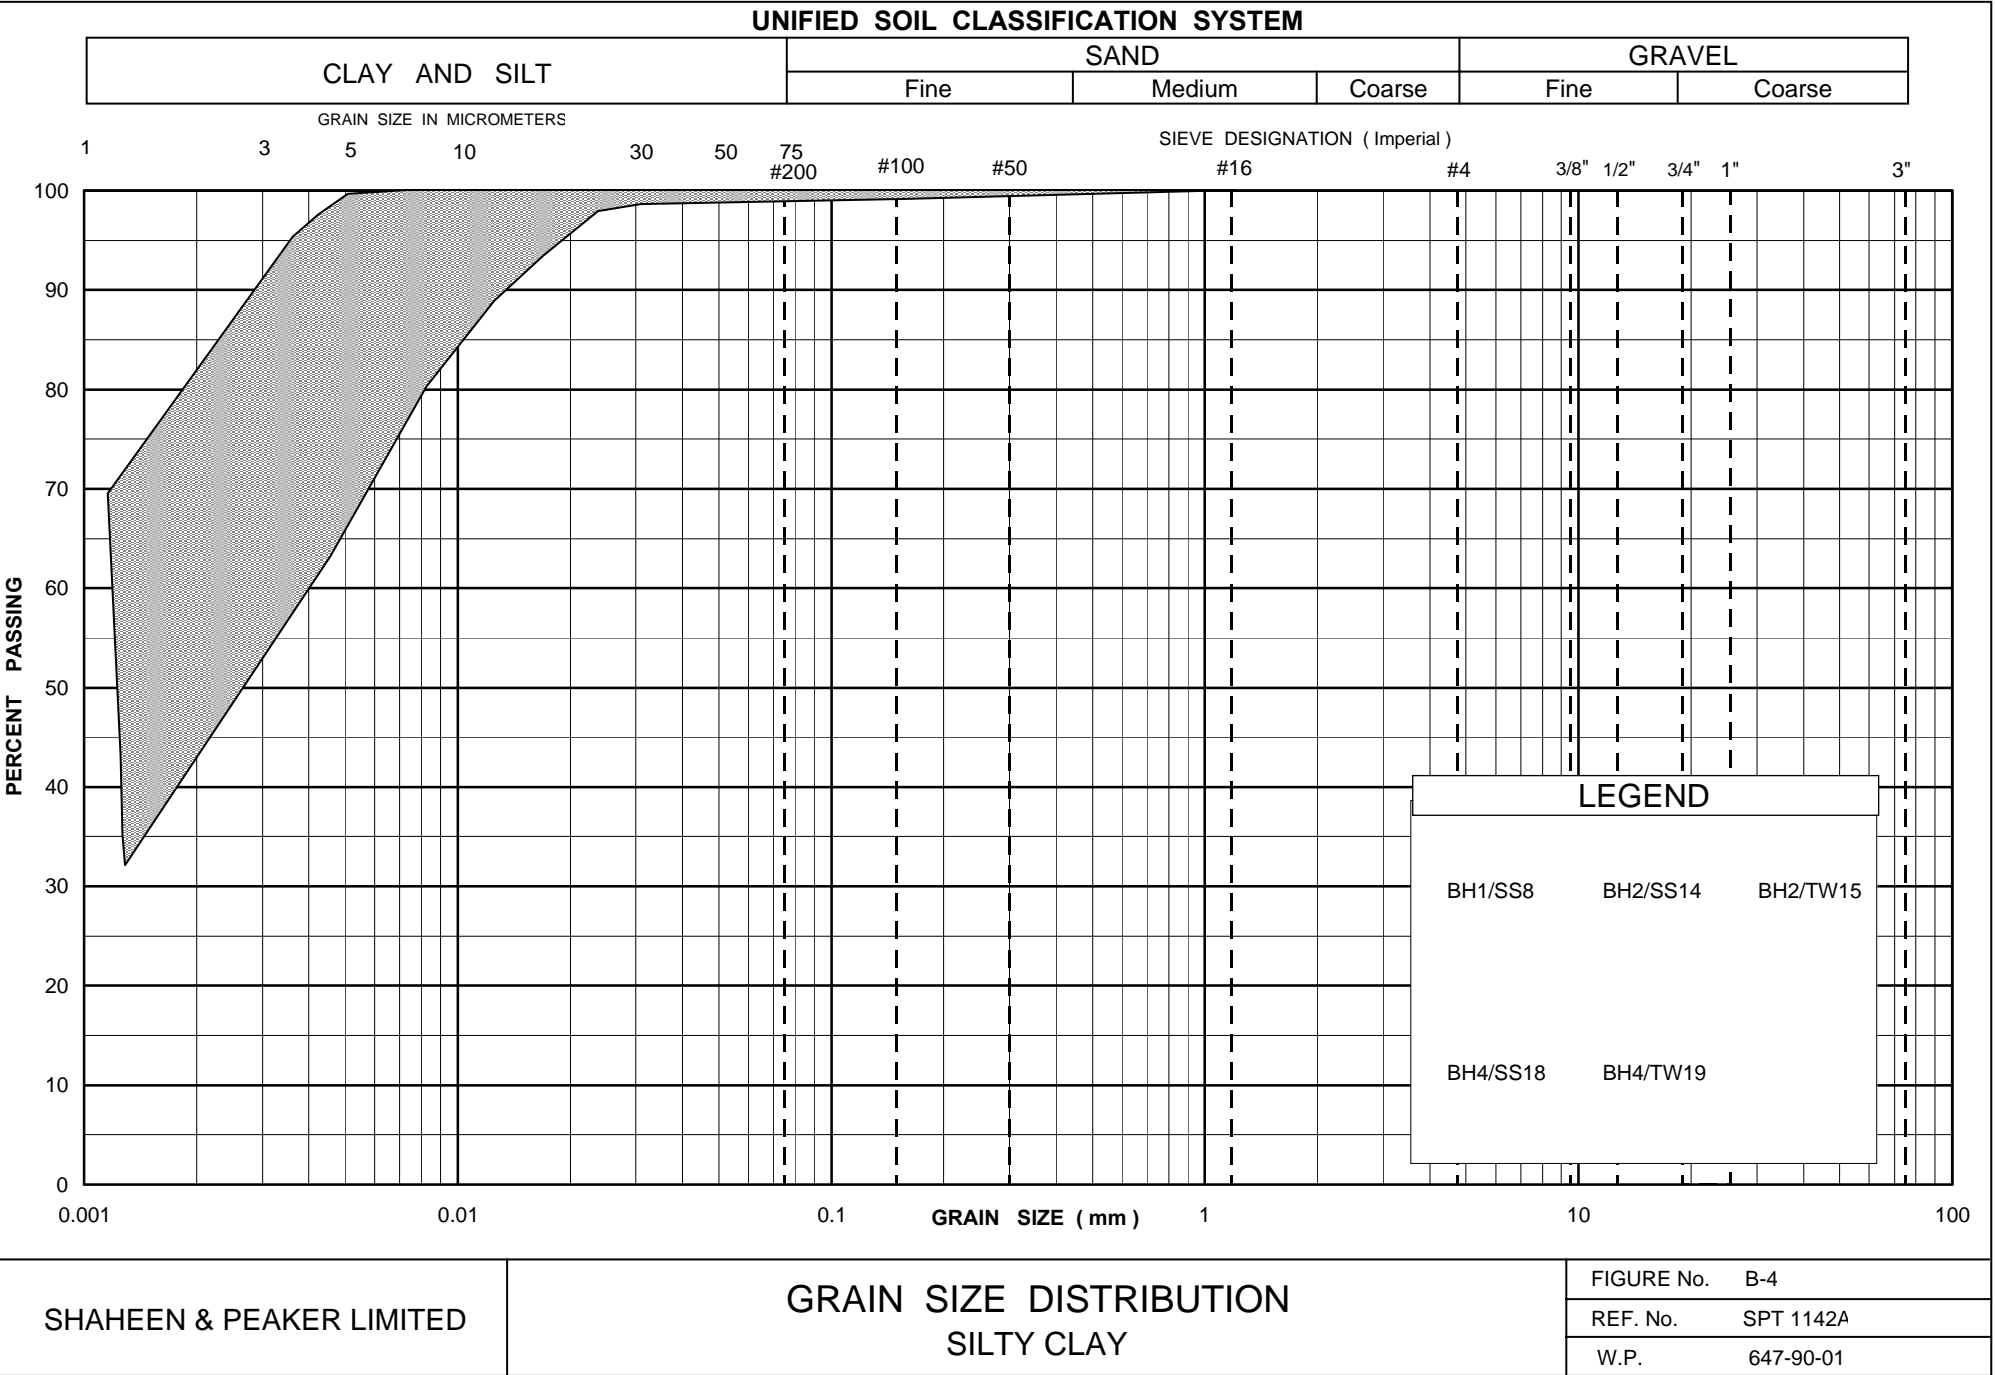 UNIFIED SOIL CLASSIFICATION SYSTEM
CLAY AND SILT
SAND
GRAVEL
Fine Medium Coarse Fine Coarse
GRAIN SIZE IN MICROMETERS
SIEVE DESIGNATION ( Imperial )
1 3 5 10 30 50 75
#200 #100 #50 #16 #4 3/8" 1/2" 3/4" 1" 3"
100
90
80
70
60
50
40
30
20
10
0
PERCENT PASSING
LEGEND
BH1/SS8 BH2/SS14 BH2/TW15
BH4/SS18 BH4/TW19
0.001 0.01 0.1 GRAIN SIZE ( mm ) 1 10 100
SHAHEEN & PEAKER LIMITED
GRAIN SIZE DISTRIBUTION
SILTY CLAY
FIGURE No. B-4
REF. No. SPT 1142A
W.P. 647-90-01